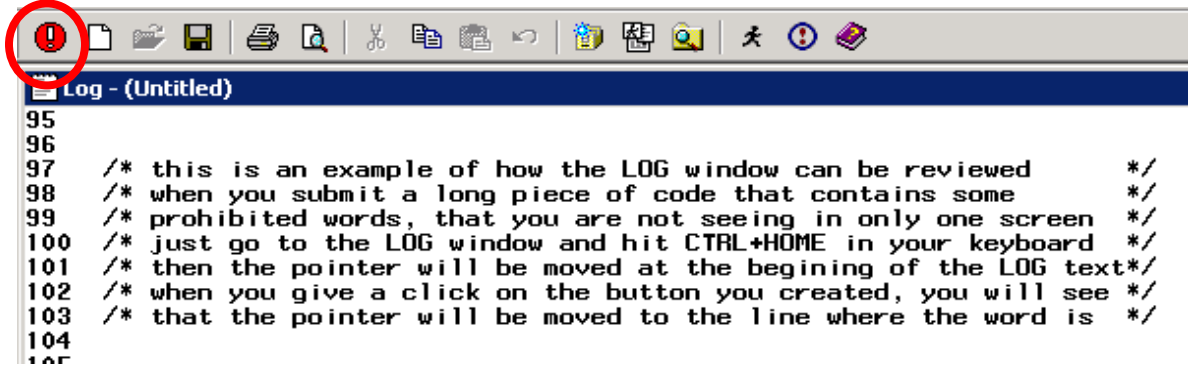 Log - (Untitled)
95
96
97 /* this is an example of how the LOG window can be reviewed */
98 /* when you submit a long piece of code that contains some */
99 /* prohibited words, that you are not seeing in only one screen */
100 /* just go to the LOG window and hit CTRL+HOME in your keyboard */
101 /* then the pointer will be moved at the begining of the LOG text*/
102 /* when you give a click on the button you created, you will see */
103 /* that the pointer will be moved to the line where the word is */
104